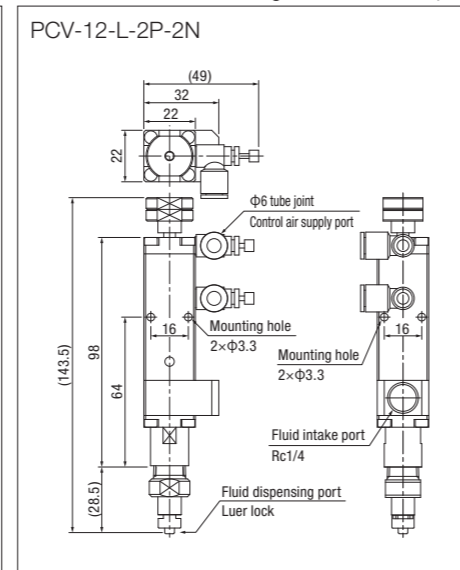 PCV-12-L-2P-2N
(49)
32
22
22
Φ6 tube joint
Control air supply port
16
Mounting hole
2×Φ3.3
16
Mounting hole
2×Φ3.3
(143.5)
98
64
Fluid intake port
Rc1/4
(28.5)
Fluid dispensing port
Luer lock